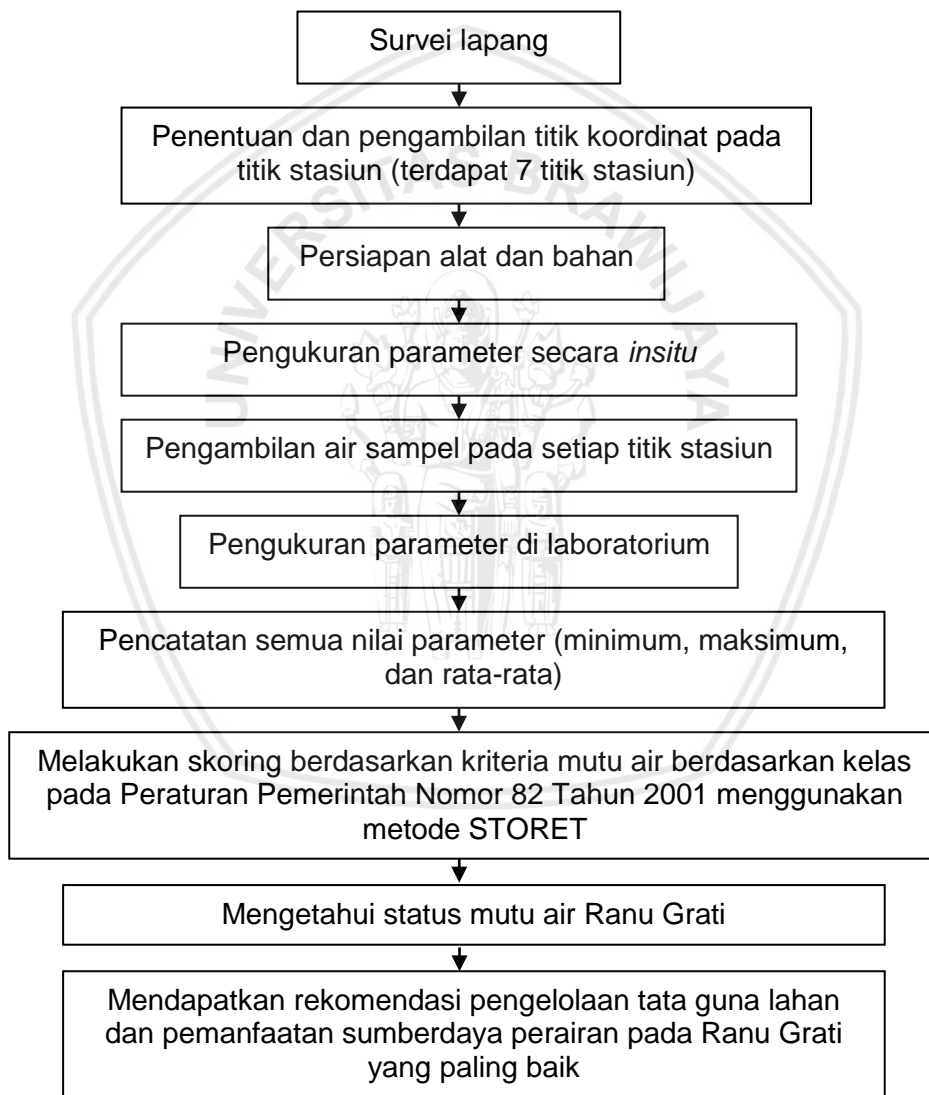 Survei lapang
Penentuan dan pengambilan titik koordinat pada
titik stasiun (terdapat 7 titik stasiun)
UNIVERSITAS BRAWIJAYA
Persiapan alat dan bahan
Pengukuran parameter secara insitu
Pengambilan air sampel pada setiap titik stasiun
Pengukuran parameter di laboratorium
Pencatatan semua nilai parameter (minimum, maksimum,
dan rata-rata)
Melakukan skoring berdasarkan kriteria mutu air berdasarkan kelas
pada Peraturan Pemerintah Nomor 82 Tahun 2001 menggunakan
metode STORET
Mengetahui status mutu air Ranu Grati
Mendapatkan rekomendasi pengelolaan tata guna lahan
dan pemanfaatan sumberdaya perairan pada Ranu Grati
yang paling baik